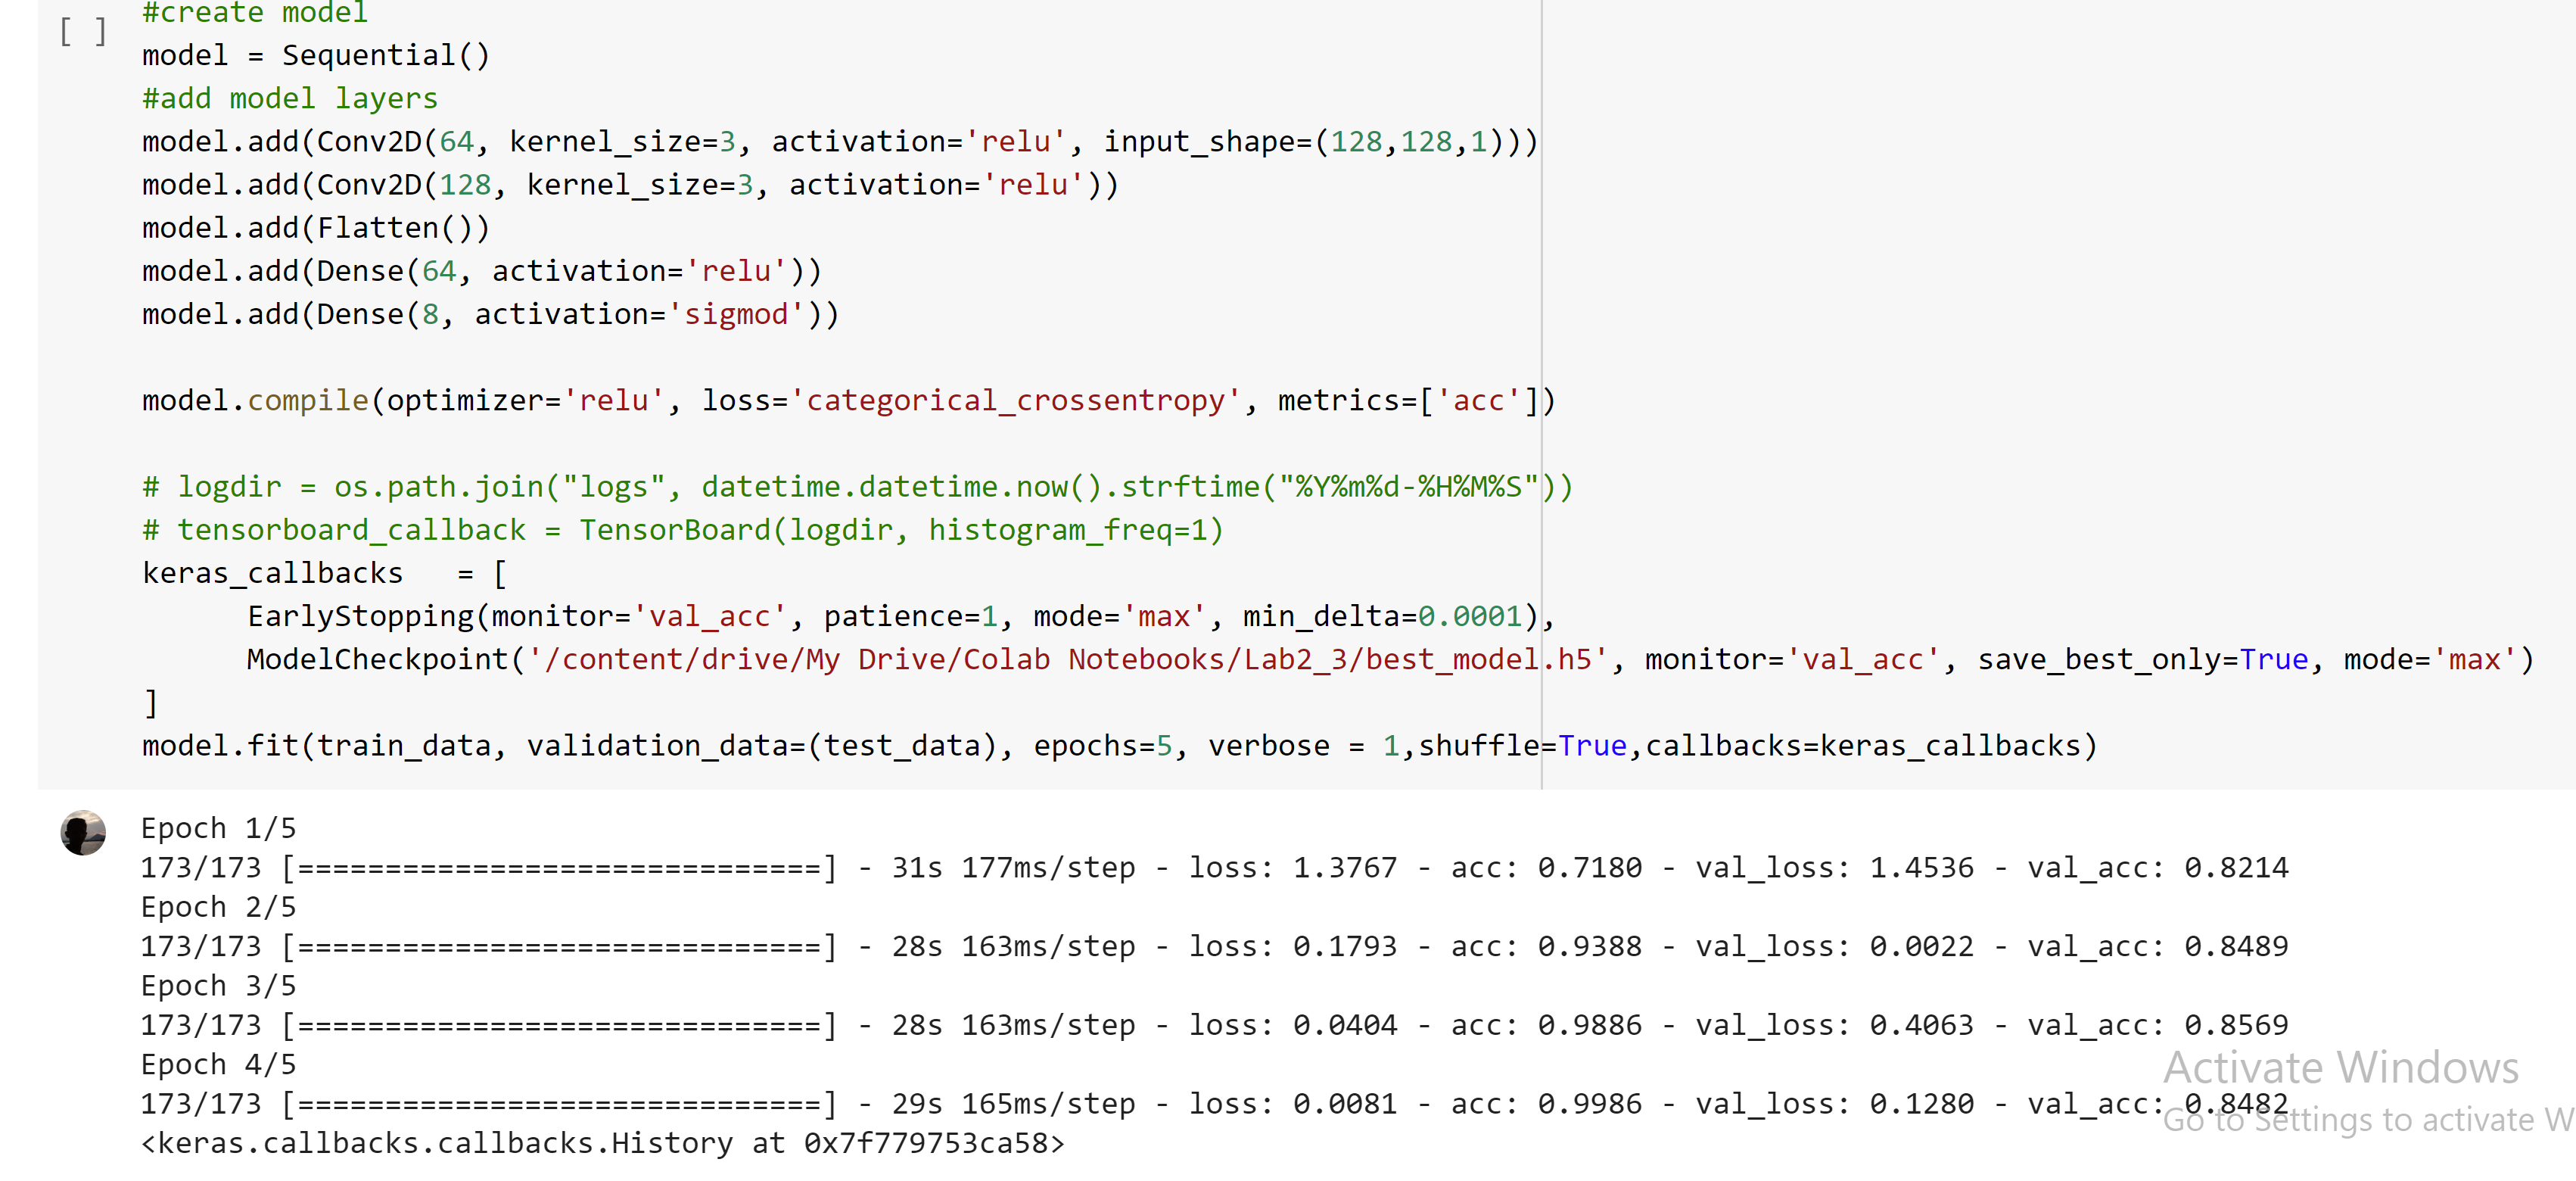 [ ]
#create model
model = Sequential()
#add model layers
model.add(Conv2D(64, kernel_size=3, activation='relu', input_shape=(128,128,1)))
model.add(Conv2D(128, kernel_size=3, activation='relu'))
model.add(Flatten())
model.add(Dense(64, activation='relu'))
model.add(Dense(8, activation='sigmod'))
model.compile(optimizer='relu', loss='categorical_crossentropy', metrics=['acc'])
# logdir = os.path.join("logs", datetime.datetime.now().strftime("%Y%m%d-%H%M%S"))
# tensorboard_callback = TensorBoard(logdir, histogram_freq=1)
keras_callbacks   = [
      EarlyStopping(monitor='val_acc', patience=1, mode='max', min_delta=0.0001),
      ModelCheckpoint('/content/drive/My Drive/Colab Notebooks/Lab2_3/best_model.h5', monitor='val_acc', save_best_only=True, mode='max')
]
model.fit(train_data, validation_data=(test_data), epochs=5, verbose = 1,shuffle=True,callbacks=keras_callbacks)
Epoch 1/5
173/173 [==============================] - 31s 177ms/step - loss: 1.3767 - acc: 0.7180 - val_loss: 1.4536 - val_acc: 0.8214
Epoch 2/5
173/173 [==============================] - 28s 163ms/step - loss: 0.1793 - acc: 0.9388 - val_loss: 0.0022 - val_acc: 0.8489
Epoch 3/5
173/173 [==============================] - 28s 163ms/step - loss: 0.0404 - acc: 0.9886 - val_loss: 0.4063 - val_acc: 0.8569
Epoch 4/5
173/173 [==============================] - 29s 165ms/step - loss: 0.0081 - acc: 0.9986 - val_loss: 0.1280 - val_acc: 0.8482
<keras.callbacks.callbacks.History at 0x7f779753ca58>
Activate Windows
Go to Settings to activate W